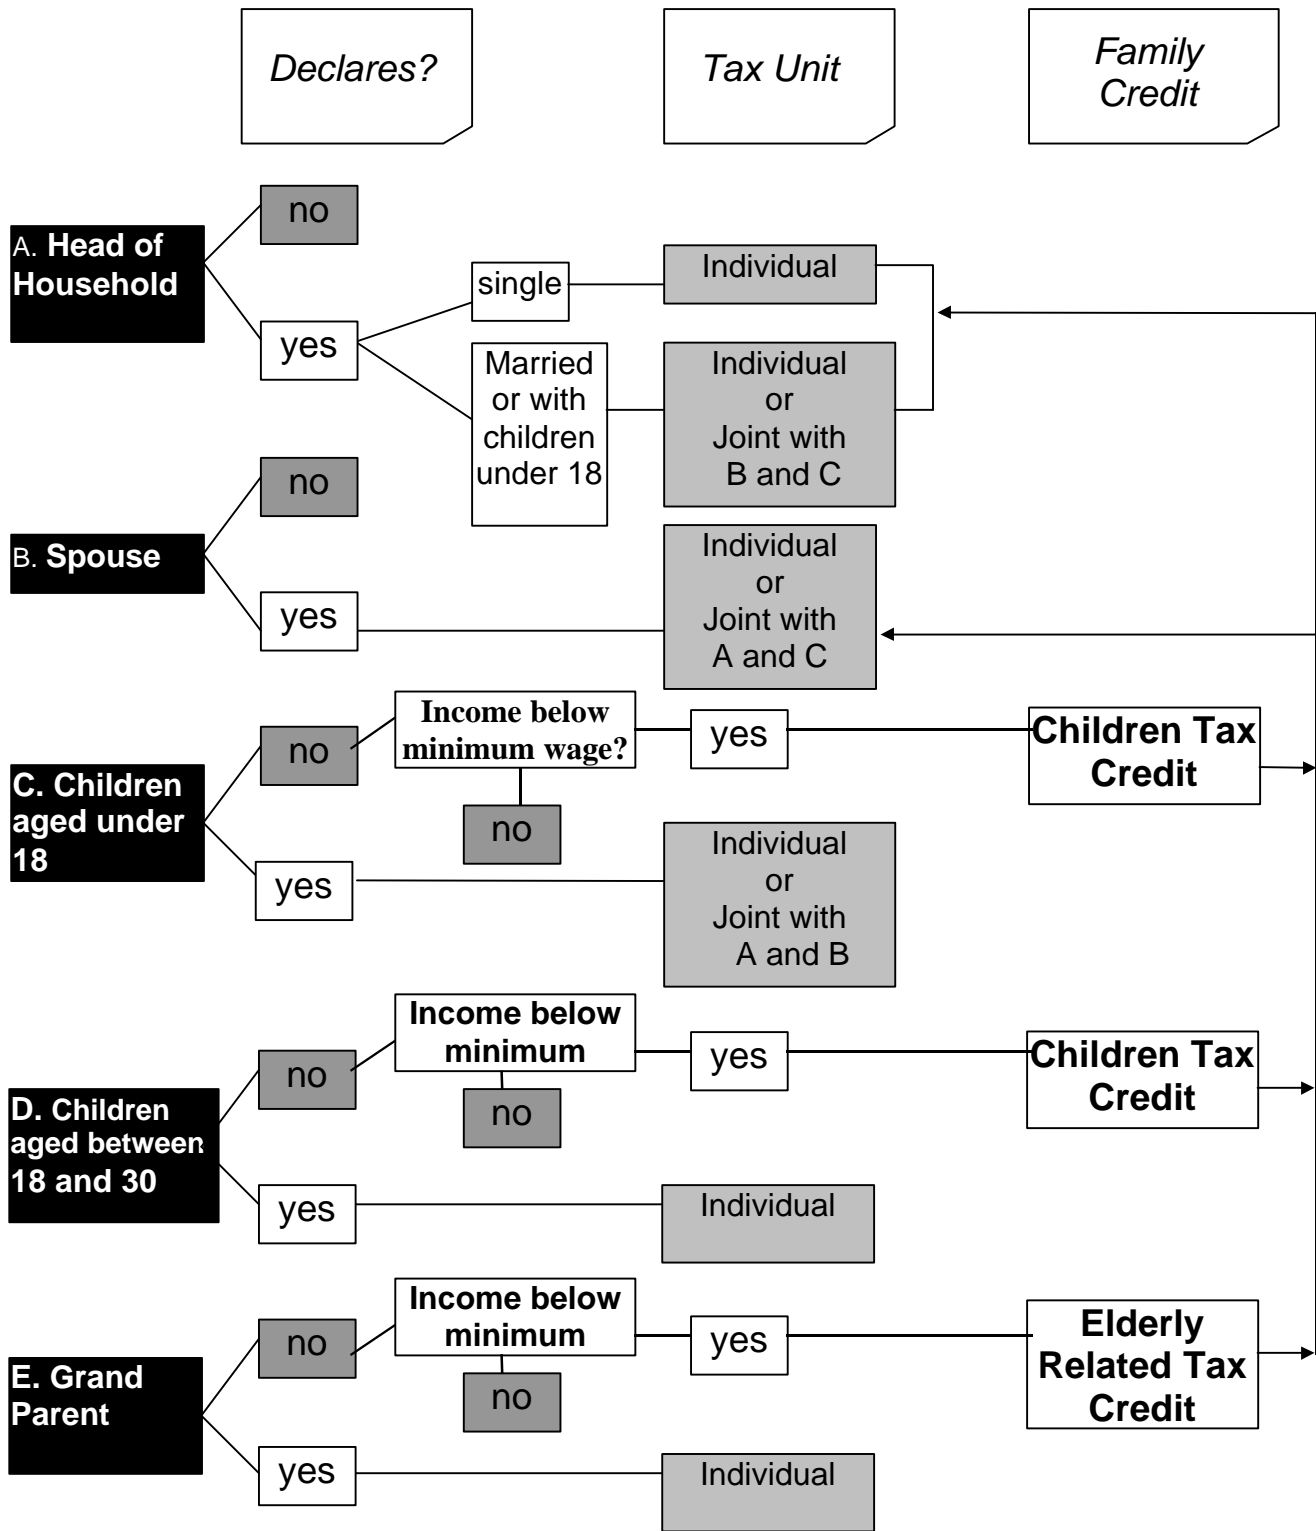 Declares?
Tax Unit
Family
Credit
no
A. Head of
Household
yes
single
Individual
Married
or with
children
under 18
Individual
or
Joint with
B and C
no
B. Spouse
yes
Individual
or
Joint with
A and C
no
Income below
minimum wage?
yes
Children Tax
Credit
no
C. Children
aged under
18
yes
Individual
or
Joint with
A and B
no
Income below
minimum
yes
Children Tax
Credit
no
D. Children
aged between
18 and 30
yes
Individual
no
Income below
minimum
yes
Elderly
Related Tax
Credit
no
E. Grand
Parent
yes
Individual